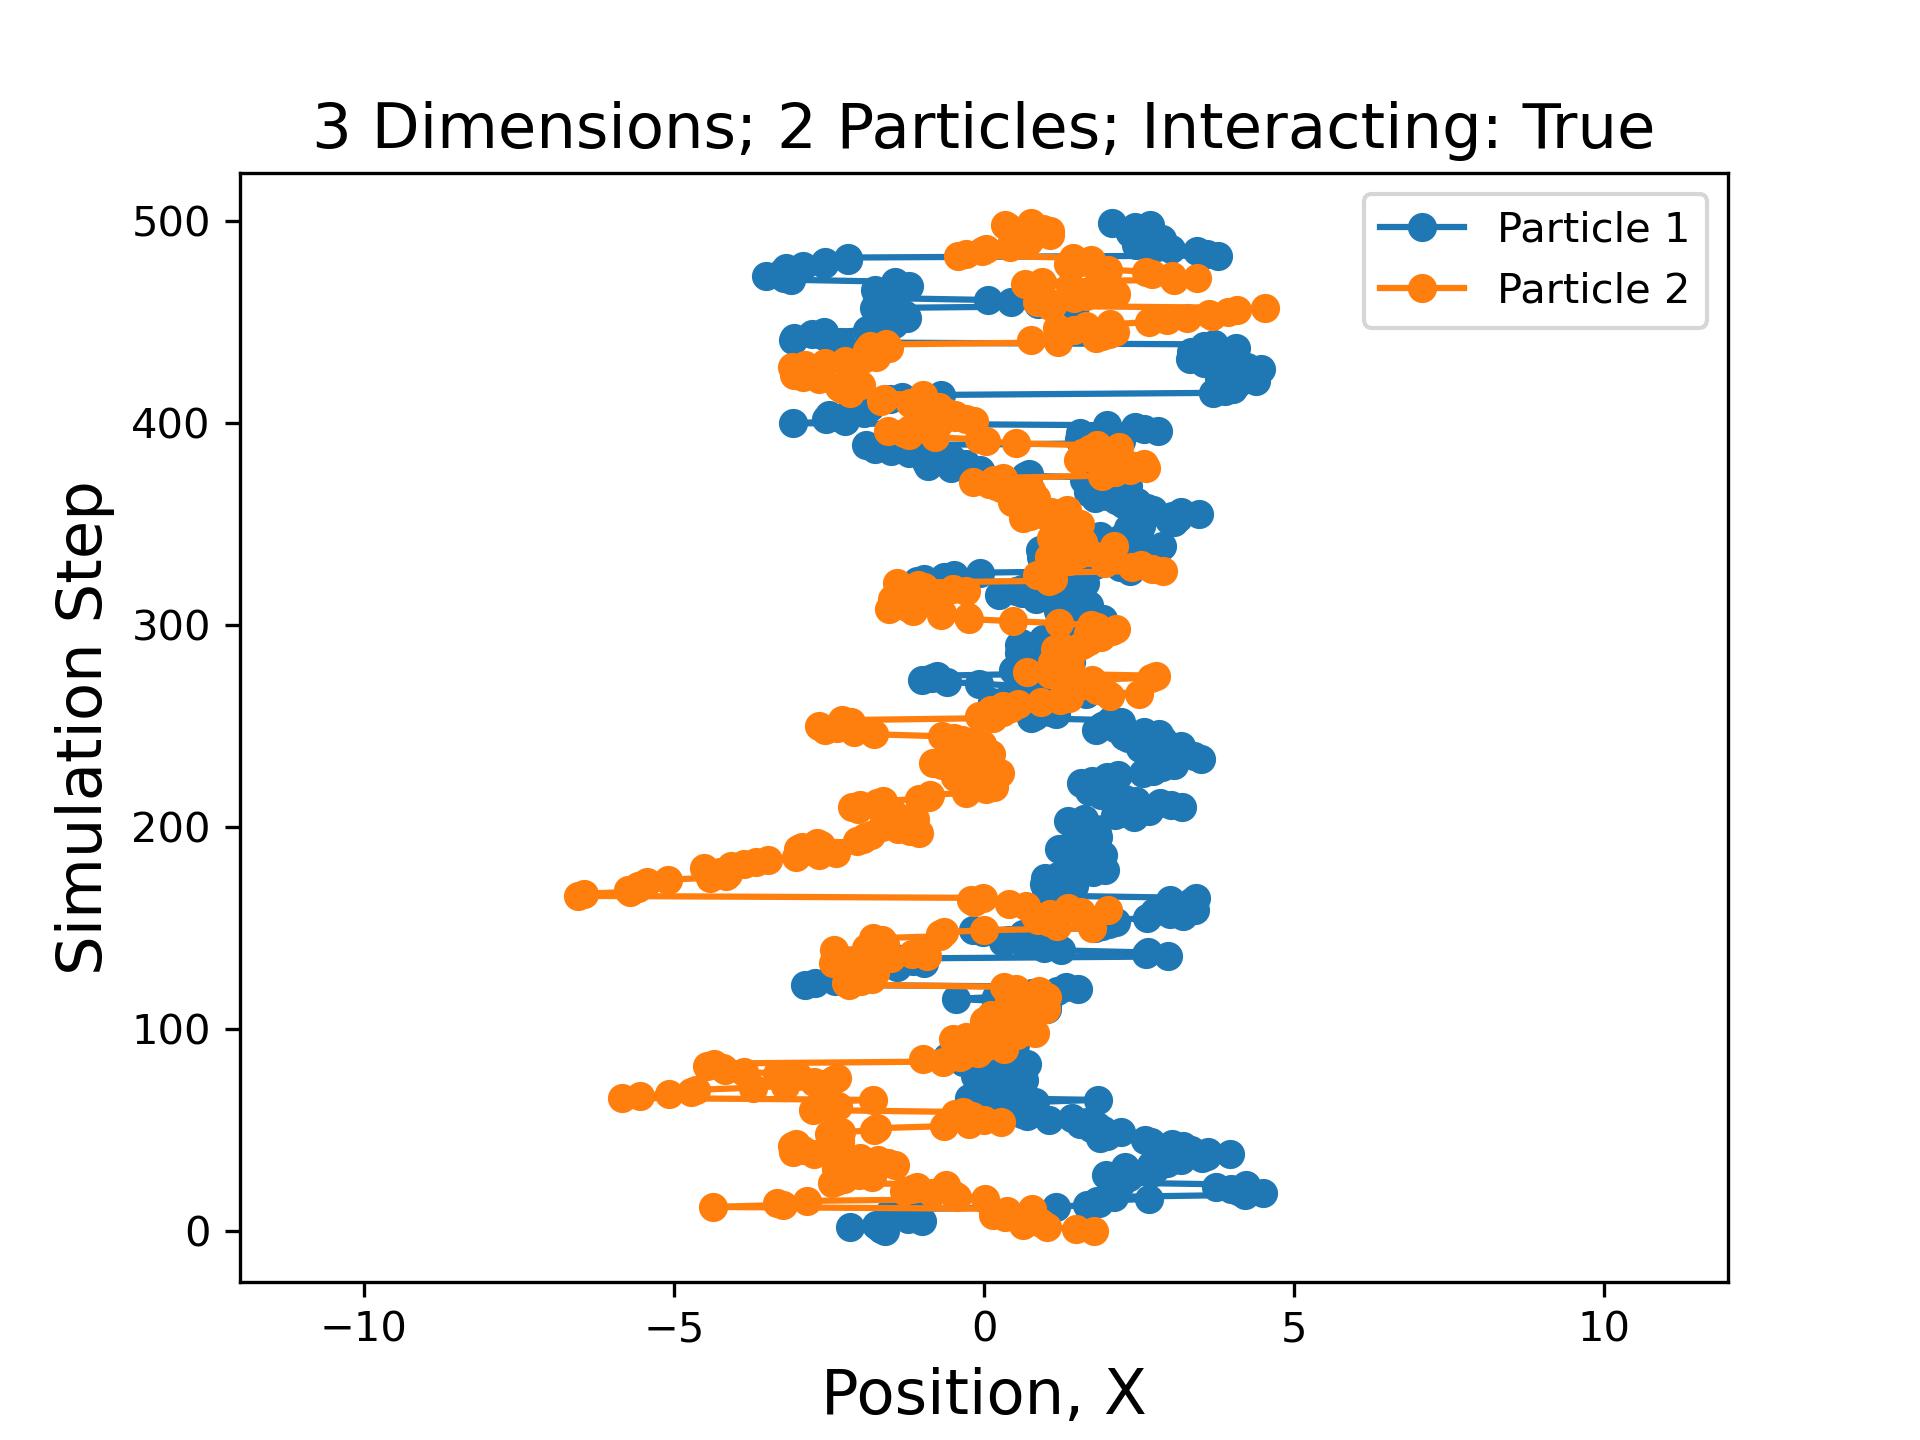 3 Dimensions; 2 Particles; Interacting: True
Particle 1
Particle 2
500
400
300
200
100
0
Simulation Step
−10
−5
0
5
10
Position, X